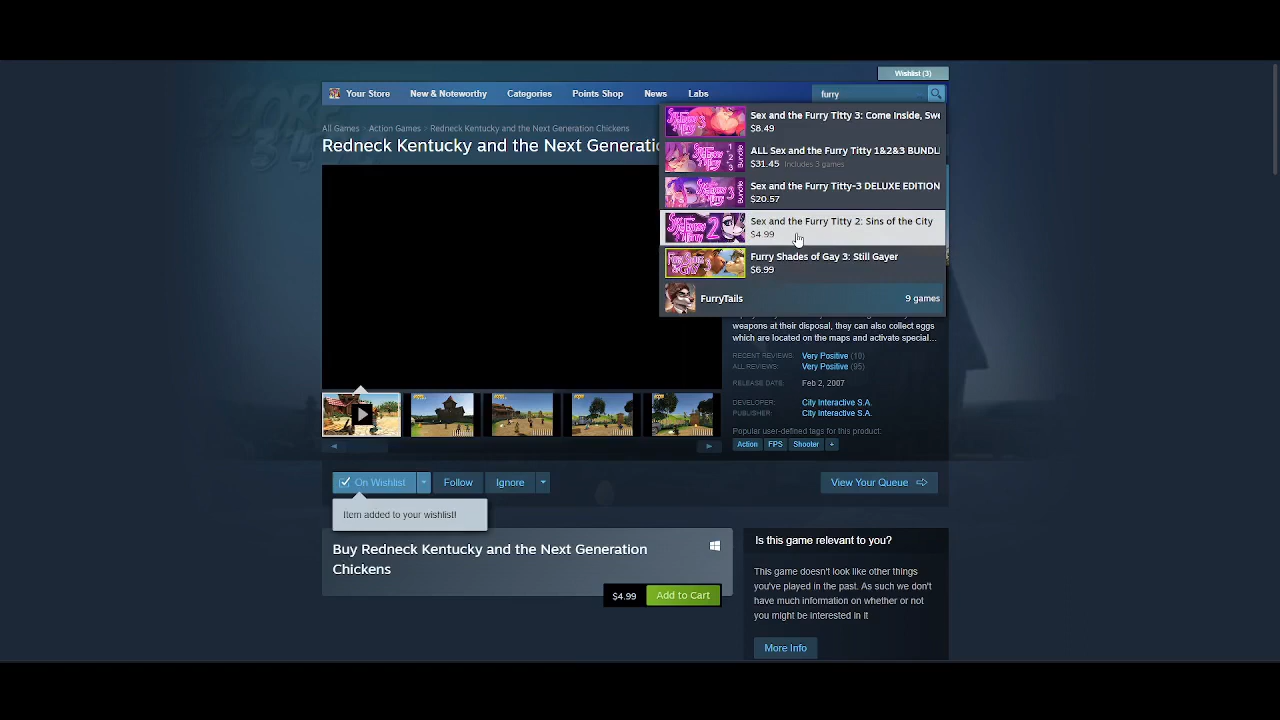 Wishlist (3)
Your Store New & Noteworthy Categories Points Shop News Labs furry
Sex and the Furry Titty 3: Come Inside, Swe
$8.49
ALL Sex and the Furry Titty 1&2&3 BUNDL
$31.45 Includes 3 games
Sex and the Furry Titty-3 DELUXE EDITION
$20.57
Sex and the Furry Titty 2: Sins of the City
$4.99
Furry Shades of Gay 3: Still Gayer
$6.99
FurryTails 9 games
All Games > Action Games > Redneck Kentucky and the Next Generation Chickens
Redneck Kentucky and the Next Generatio
weapons at their disposal, they can also collect eggs
which are located on the maps and activate special...
RECENT REVIEWS: Very Positive (10)
ALL REVIEWS: Very Positive (95)
RELEASE DATE: Feb 2, 2007
DEVELOPER: City Interactive S.A.
PUBLISHER: City Interactive S.A.
Popular user-defined tags for this product:
Action FPS Shooter +
On Wishlist Follow Ignore View Your Queue
Item added to your wishlist!
Buy Redneck Kentucky and the Next Generation
Chickens
$4.99 Add to Cart
Is this game relevant to you?
This game doesn't look like other things
you've played in the past. As such we don't
have much information on whether or not
you might be interested in it
More Info